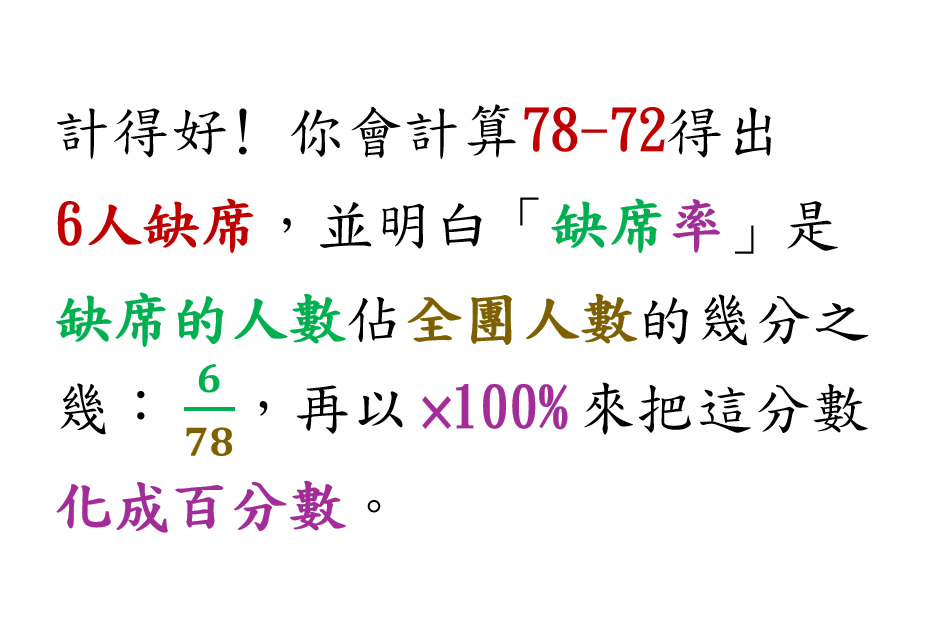 計得好! 你會計算78-72得出
6人缺席，並明白「缺席率」是
缺席的人數佔全團人數的幾分之
幾：6/78，再以×100%來把這分數
化成百分數。